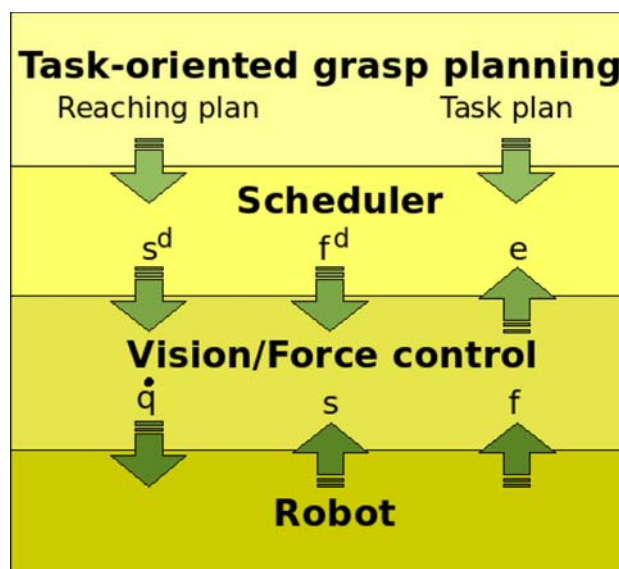 Task-oriented grasp planning
Reaching plan Task plan
Scheduler
s^d f^d e
Vision/Force control
q̇ s f
Robot